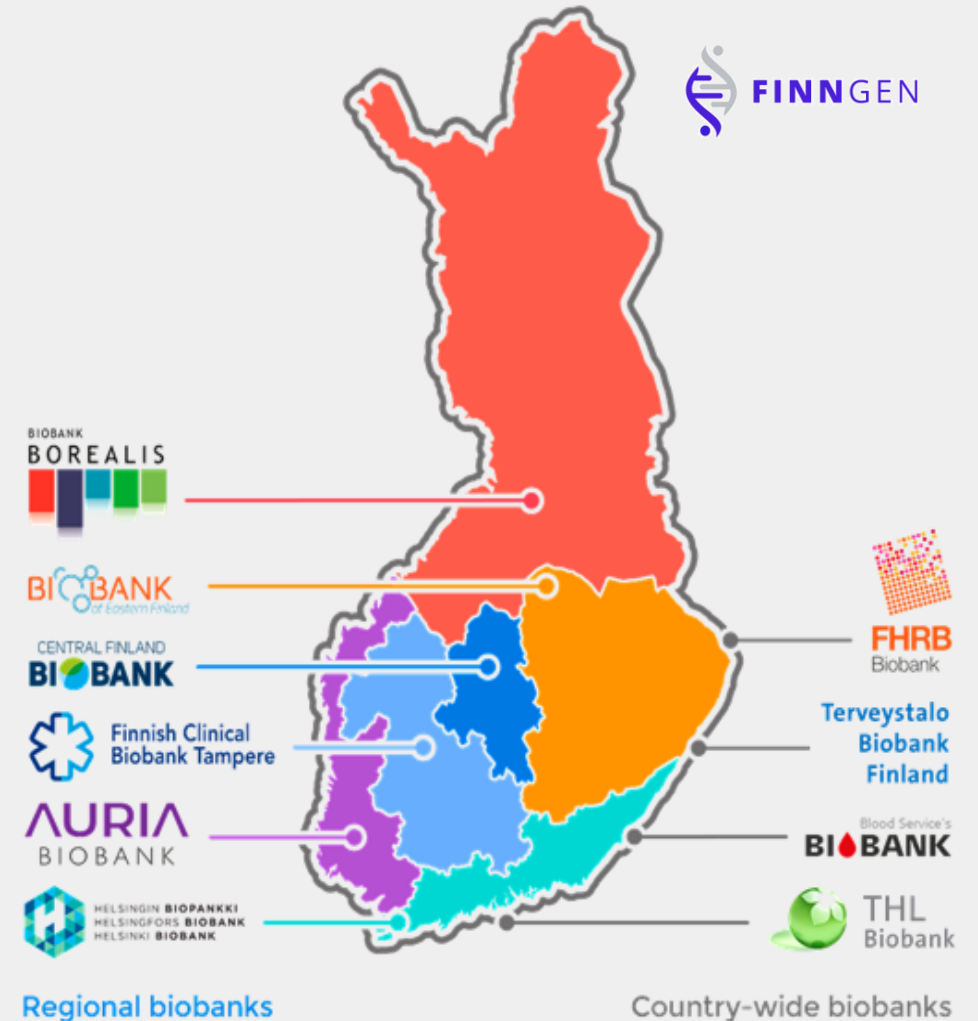 FINNGEN
BIOBANK
BOREALIS
BIOBANK
of Eastern Finland
CENTRAL FINLAND
BIOBANK
Finnish Clinical
Biobank Tampere
AURIA
BIOBANK
HELSINGIN BIOPANKKI
HELSINGFORS BIOBANK
HELSINKI BIOBANK
Regional biobanks
FHRB
Biobank
Terveystalo
Biobank
Finland
Blood Service's
BIOBANK
THL
Biobank
Country-wide biobanks